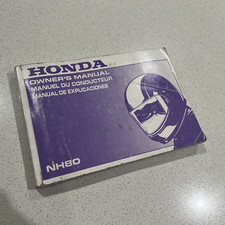 HONDA
OWNER'S MANUAL
MANUEL DU CONDUCTEUR
MANUAL DE EXPLICACIONES
NH80